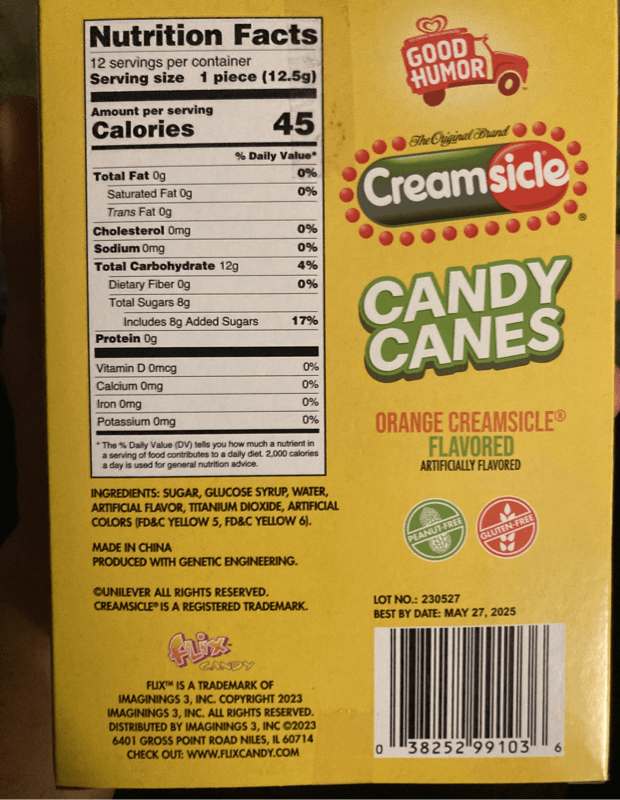 Nutrition Facts
12 servings per container
Serving size 1 piece (12.5g)
Amount per serving
Calories 45
% Daily Value*
Total Fat 0g 0%
Saturated Fat 0g 0%
Trans Fat 0g
Cholesterol 0mg 0%
Sodium 0mg 0%
Total Carbohydrate 12g 4%
Dietary Fiber 0g 0%
Total Sugars 8g
Includes 8g Added Sugars 17%
Protein 0g
Vitamin D 0mcg 0%
Calcium 0mg 0%
Iron 0mg 0%
Potassium 0mg 0%
* The % Daily Value (DV) tells you how much a nutrient in
a serving of food contributes to a daily diet. 2,000 calories
a day is used for general nutrition advice.
INGREDIENTS: SUGAR, GLUCOSE SYRUP, WATER,
ARTIFICIAL FLAVOR, TITANIUM DIOXIDE, ARTIFICIAL
COLORS (FD&C YELLOW 5, FD&C YELLOW 6).
MADE IN CHINA
PRODUCED WITH GENETIC ENGINEERING.
©UNILEVER ALL RIGHTS RESERVED.
CREAMSICLE® IS A REGISTERED TRADEMARK.
FLIX
CANDY
FLIX™ IS A TRADEMARK OF
IMAGININGS 3, INC. COPYRIGHT 2023
IMAGININGS 3, INC. ALL RIGHTS RESERVED.
DISTRIBUTED BY IMAGININGS 3, INC ©2023
6401 GROSS POINT ROAD NILES, IL 60714
CHECK OUT: WWW.FLIXCANDY.COM
GOOD
HUMOR
The Original Brand
Creamsicle®
CANDY
CANES
ORANGE CREAMSICLE®
FLAVORED
ARTIFICIALLY FLAVORED
PEANUT-FREE
GLUTEN-FREE
LOT NO.: 230527
BEST BY DATE: MAY 27, 2025
0 38252 99103 6